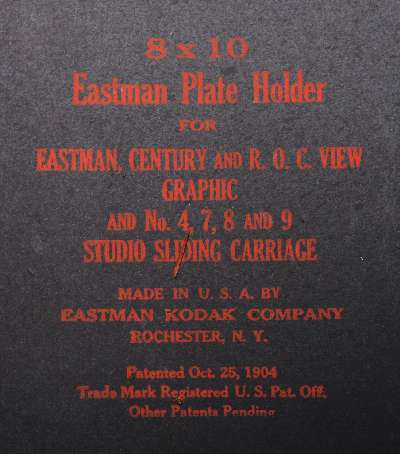 8 x 10
Eastman Plate Holder
FOR
EASTMAN, CENTURY AND R. O. C. VIEW
GRAPHIC
AND No. 4, 7, 8 AND 9
STUDIO SLIDING CARRIAGE
MADE IN U. S. A. BY
EASTMAN KODAK COMPANY
ROCHESTER, N. Y.
Patented Oct. 25, 1904
Trade Mark Registered U. S. Pat. Off.
Other Patents Pending